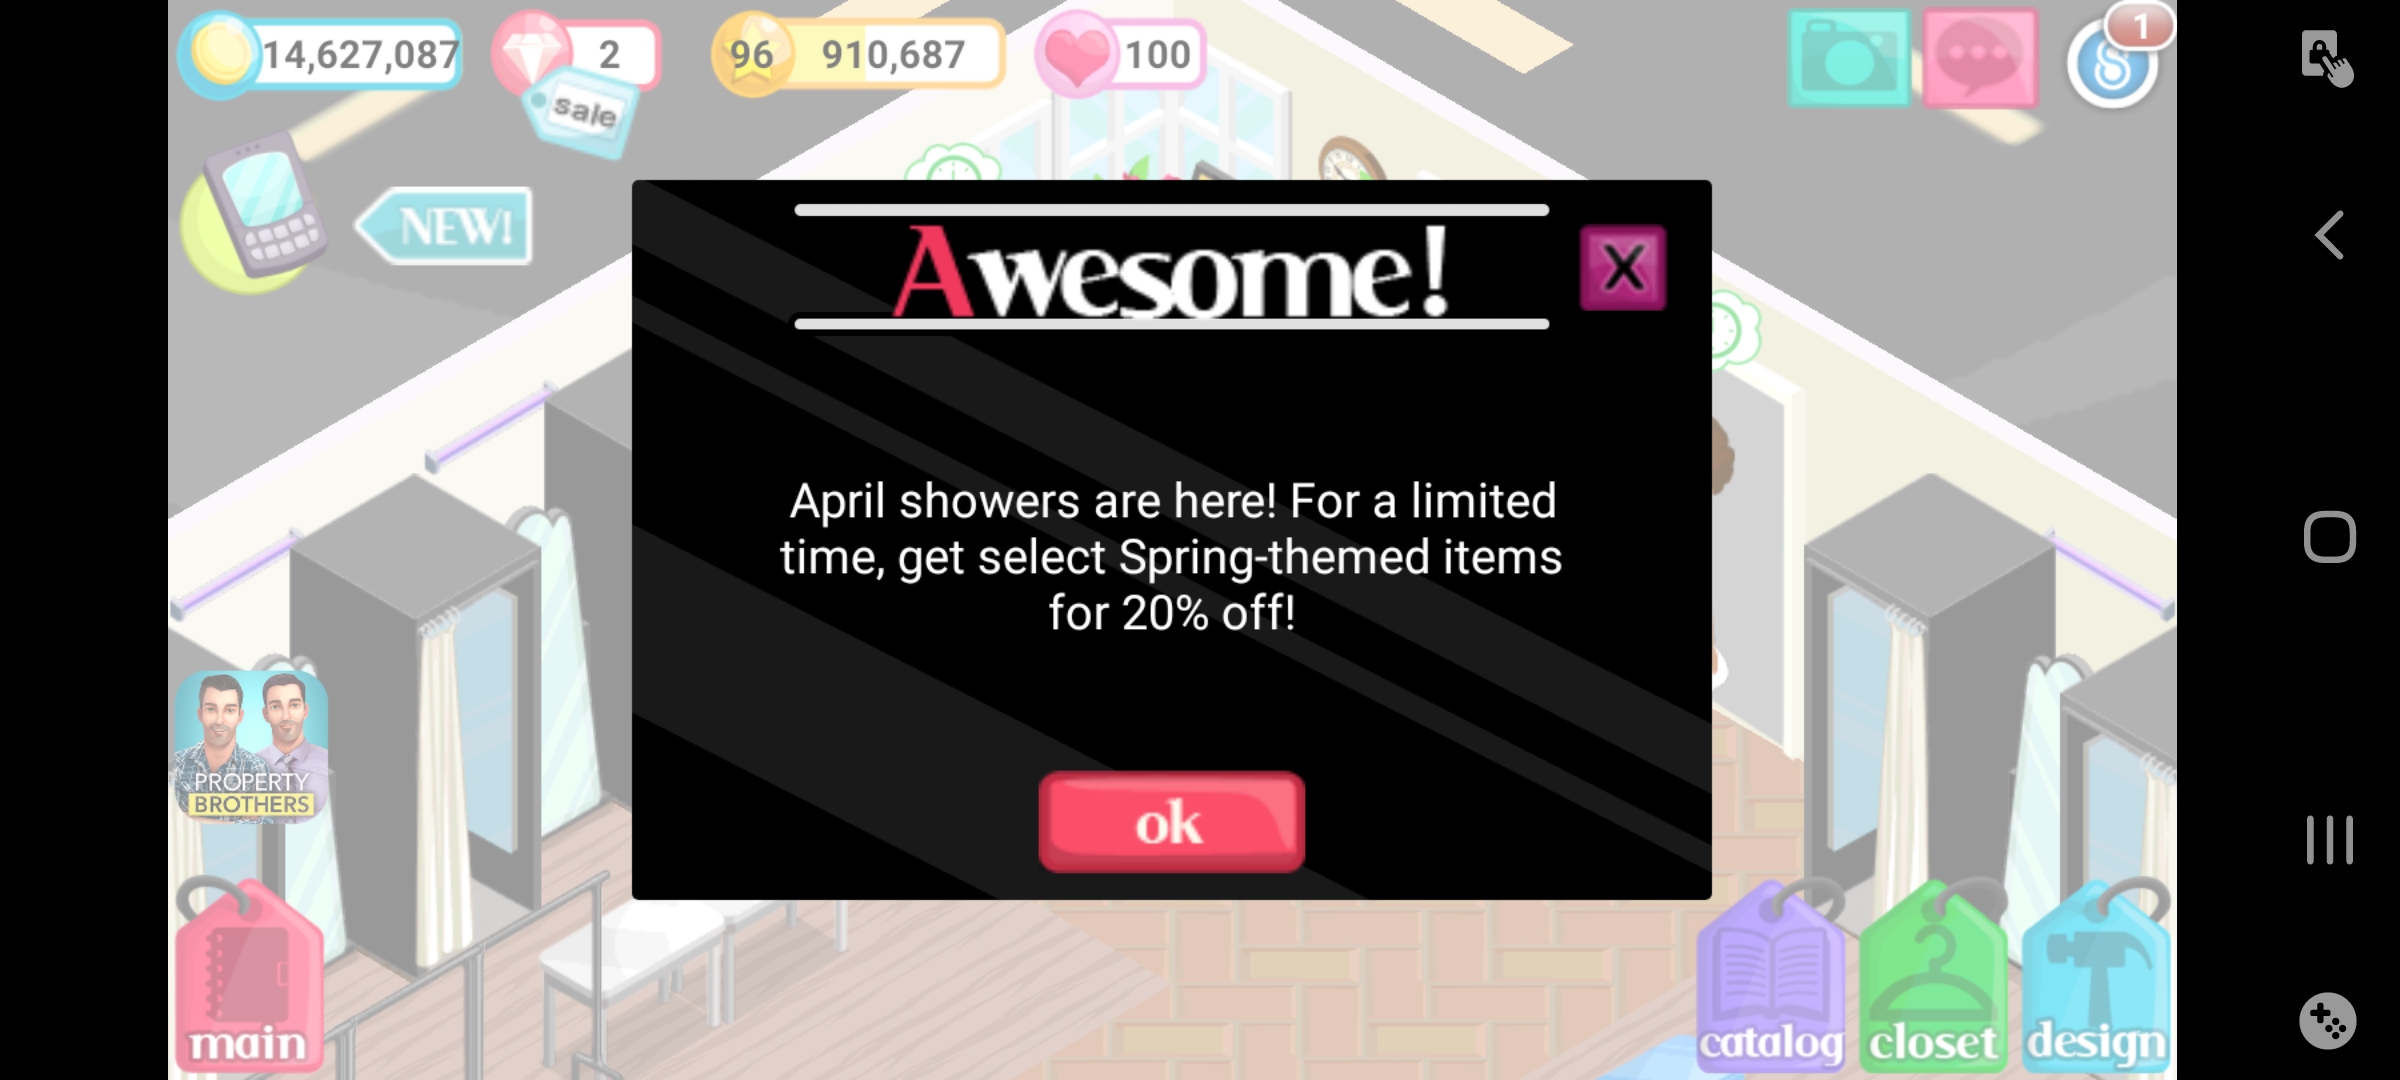 14,627,087
2
96
910,687
100
1
sale
NEW!
Awesome!
X
April showers are here! For a limited
time, get select Spring-themed items
for 20% off!
PROPERTY
BROTHERS
ok
main
catalog
closet
design